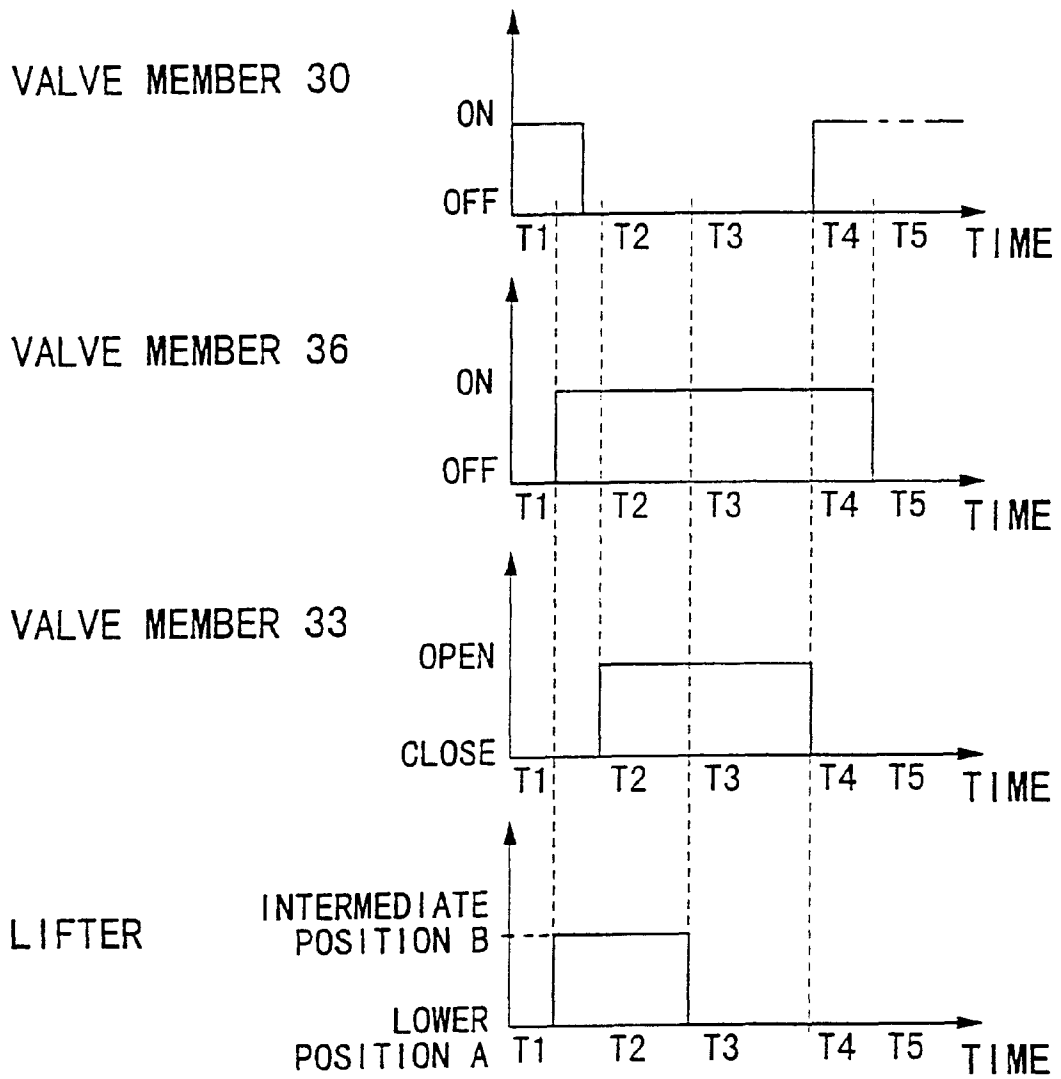 VALVE MEMBER 30
ON
OFF
T1 T2 T3 T4 T5 TIME
VALVE MEMBER 36
ON
OFF
T1 T2 T3 T4 T5 TIME
VALVE MEMBER 33
OPEN
CLOSE
T1 T2 T3 T4 T5 TIME
LIFTER
INTERMEDIATE
POSITION B
LOWER
POSITION A
T1 T2 T3 T4 T5 TIME